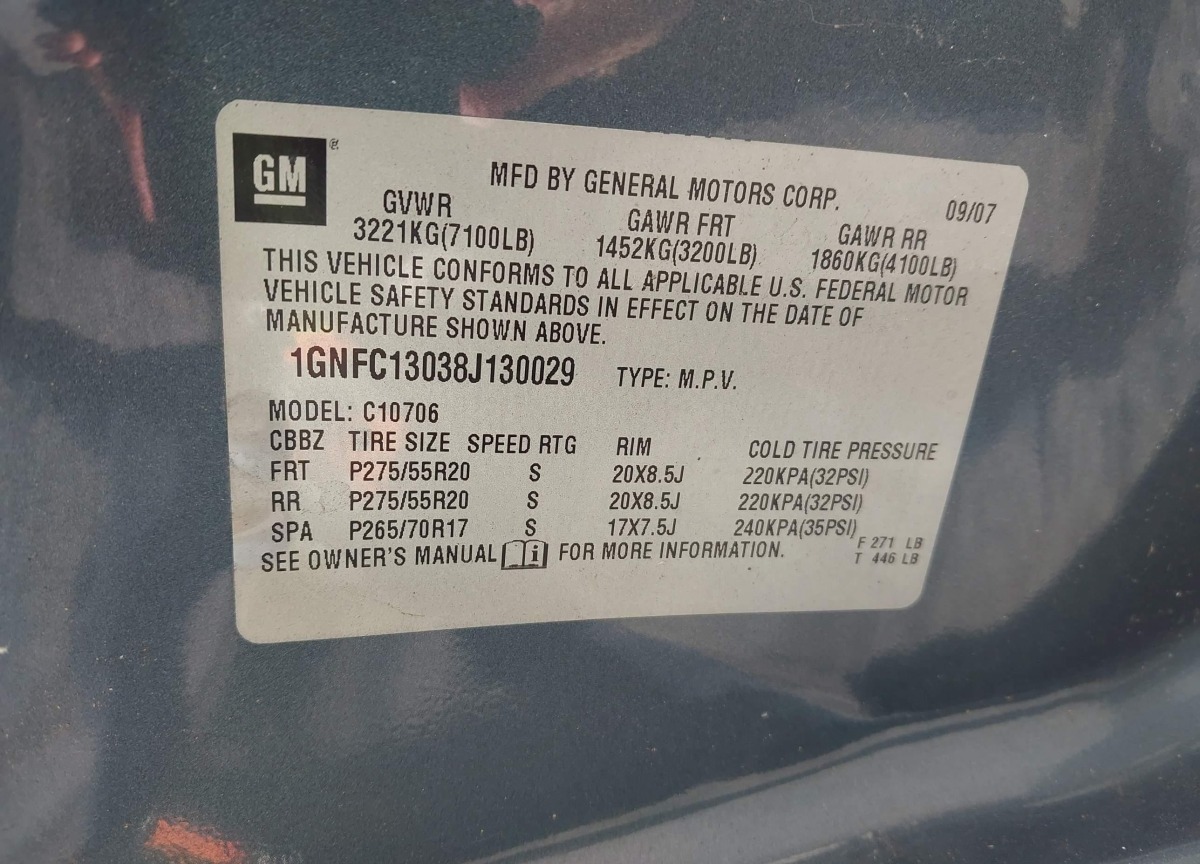 GM®
MFD BY GENERAL MOTORS CORP.
09/07
GVWR GAWR FRT GAWR RR
3221KG(7100LB) 1452KG(3200LB) 1860KG(4100LB)
THIS VEHICLE CONFORMS TO ALL APPLICABLE U.S. FEDERAL MOTOR
VEHICLE SAFETY STANDARDS IN EFFECT ON THE DATE OF
MANUFACTURE SHOWN ABOVE.
1GNFC13038J130029 TYPE: M.P.V.
MODEL: C10706
CBBZ TIRE SIZE SPEED RTG RIM COLD TIRE PRESSURE
FRT P275/55R20 S 20X8.5J 220KPA(32PSI)
RR P275/55R20 S 20X8.5J 220KPA(32PSI)
SPA P265/70R17 S 17X7.5J 240KPA(35PSI)
SEE OWNER'S MANUAL i FOR MORE INFORMATION.
F 271 LB
T 446 LB